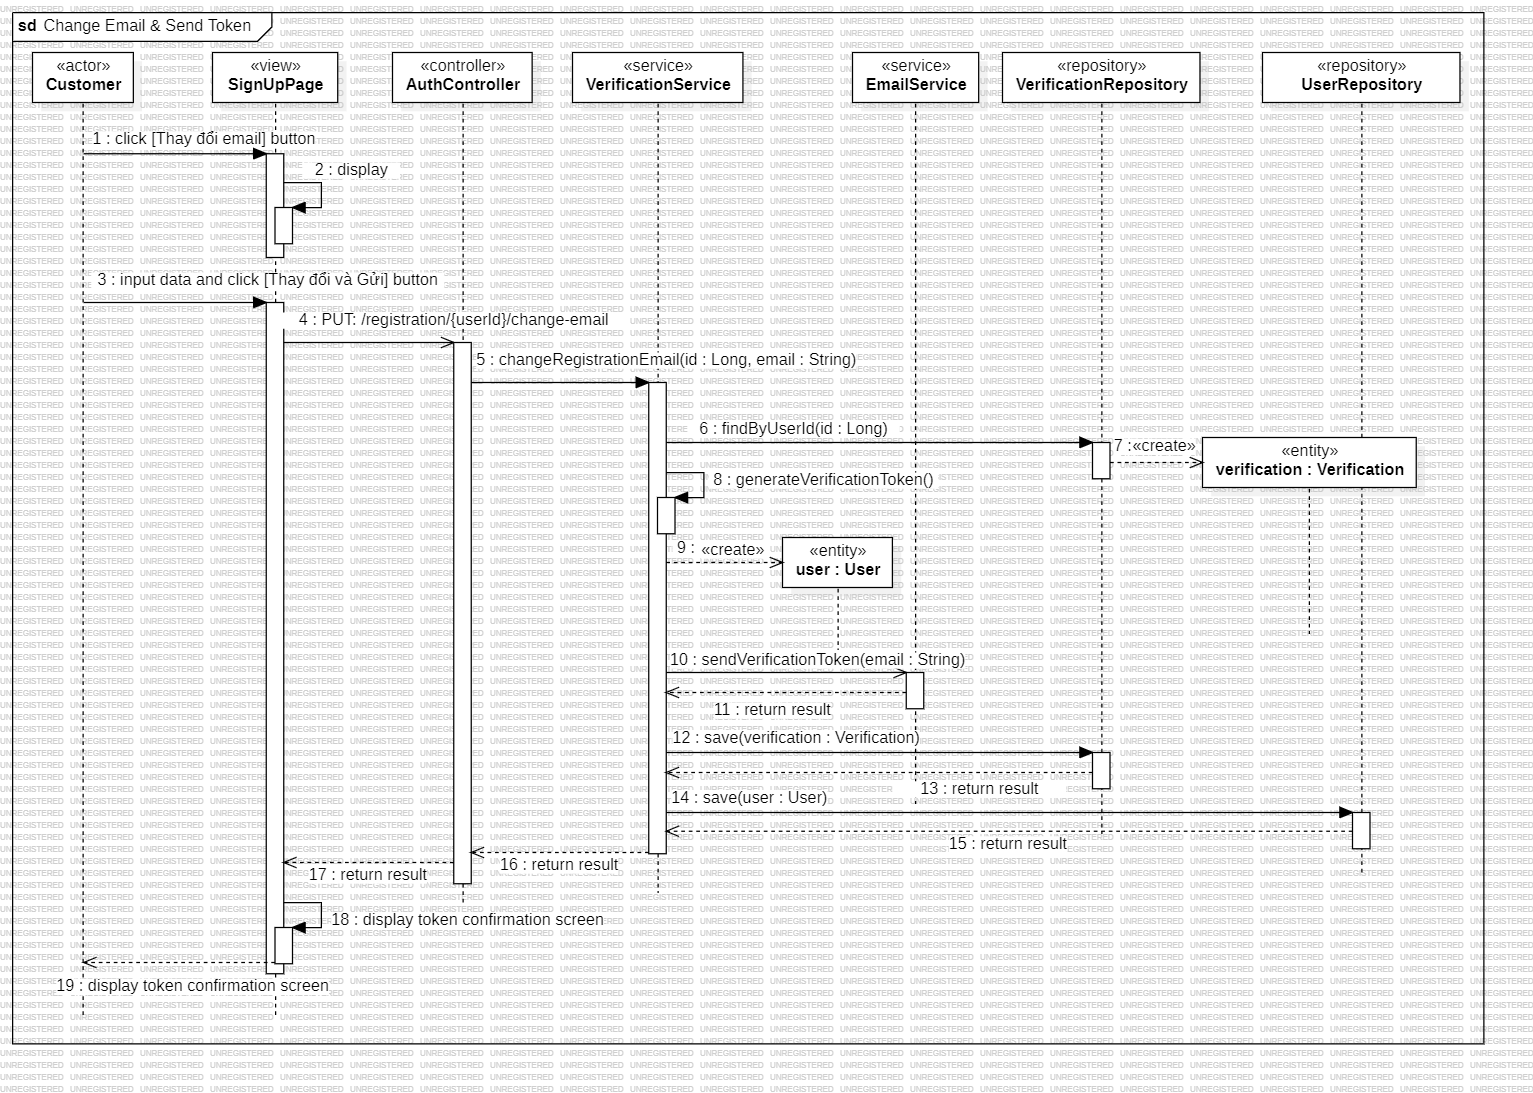 sd Change Email & Send Token
«actor»
Customer
«view»
SignUpPage
«controller»
AuthController
«service»
VerificationService
«service»
EmailService
«repository»
VerificationRepository
«repository»
UserRepository
1 : click [Thay đổi email] button
2 : display
3 : input data and click [Thay đổi và Gửi] button
4 : PUT: /registration/{userId}/change-email
5 : changeRegistrationEmail(id : Long, email : String)
6 : findByUserId(id : Long)
7 :«create»
«entity»
verification : Verification
8 : generateVerificationToken()
9 : «create»
«entity»
user : User
10 : sendVerificationToken(email : String)
11 : return result
12 : save(verification : Verification)
13 : return result
14 : save(user : User)
15 : return result
16 : return result
17 : return result
18 : display token confirmation screen
19 : display token confirmation screen
UNREGISTERED